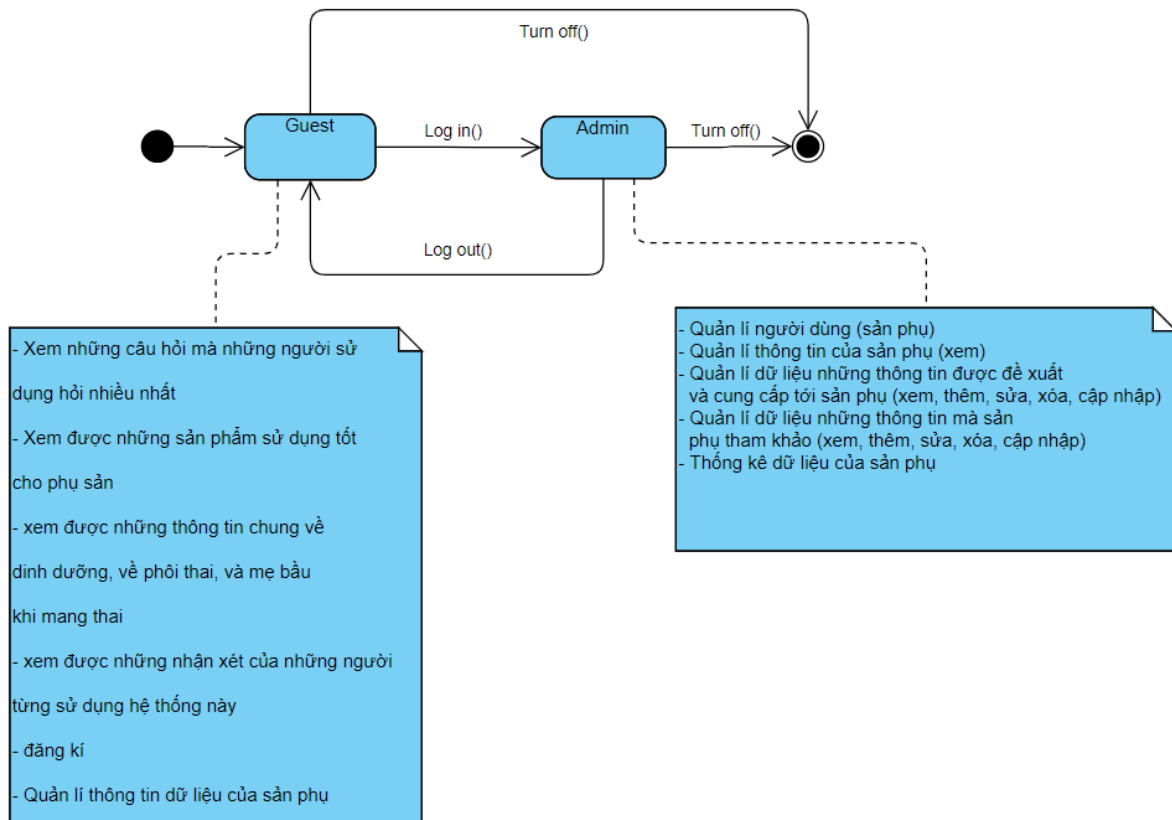 Turn off()
Guest
Log in()
Admin
Turn off()
Log out()
- Xem những câu hỏi mà những người sử
dụng hỏi nhiều nhất
- Xem được những sản phẩm sử dụng tốt
cho phụ sản
- xem được những thông tin chung về
dinh dưỡng, về phôi thai, và mẹ bầu
khi mang thai
- xem được những nhận xét của những người
từng sử dụng hệ thống này
- đăng kí
- Quản lí thông tin dữ liệu của sản phụ
- Quản lí người dùng (sản phụ)
- Quản lí thông tin của sản phụ (xem)
- Quản lí dữ liệu những thông tin được đề xuất
và cung cấp tới sản phụ (xem, thêm, sửa, xóa, cập nhập)
- Quản lí dữ liệu những thông tin mà sản
phụ tham khảo (xem, thêm, sửa, xóa, cập nhập)
- Thống kê dữ liệu của sản phụ